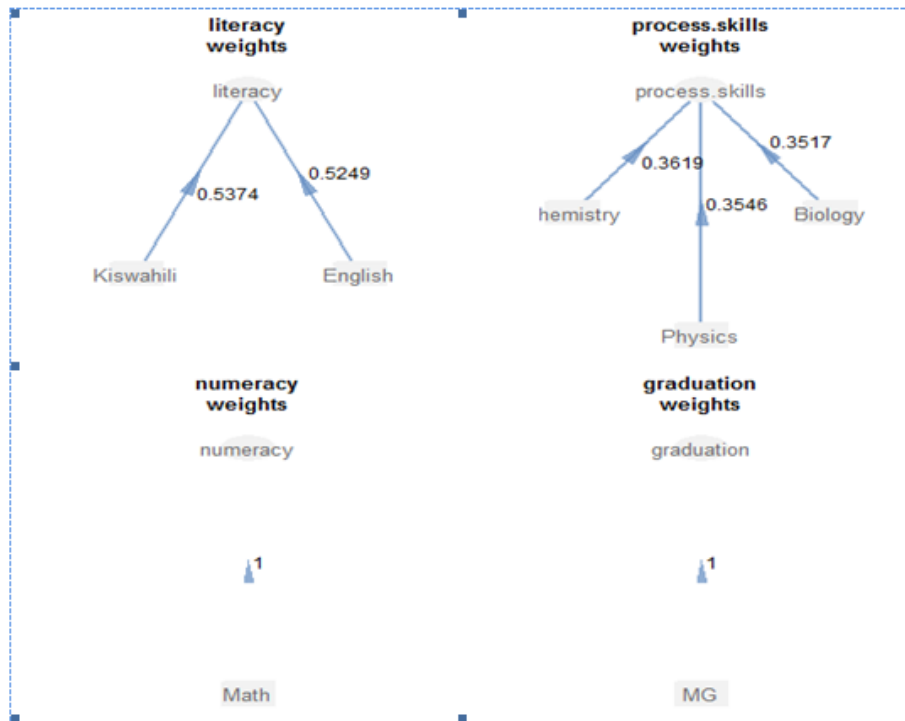 literacy
weights
literacy
0.5374
0.5249
Kiswahili
English
process.skills
weights
process.skills
0.3619
0.3517
0.3546
hemistry
Biology
Physics
numeracy
weights
numeracy
1
Math
graduation
weights
graduation
1
MG